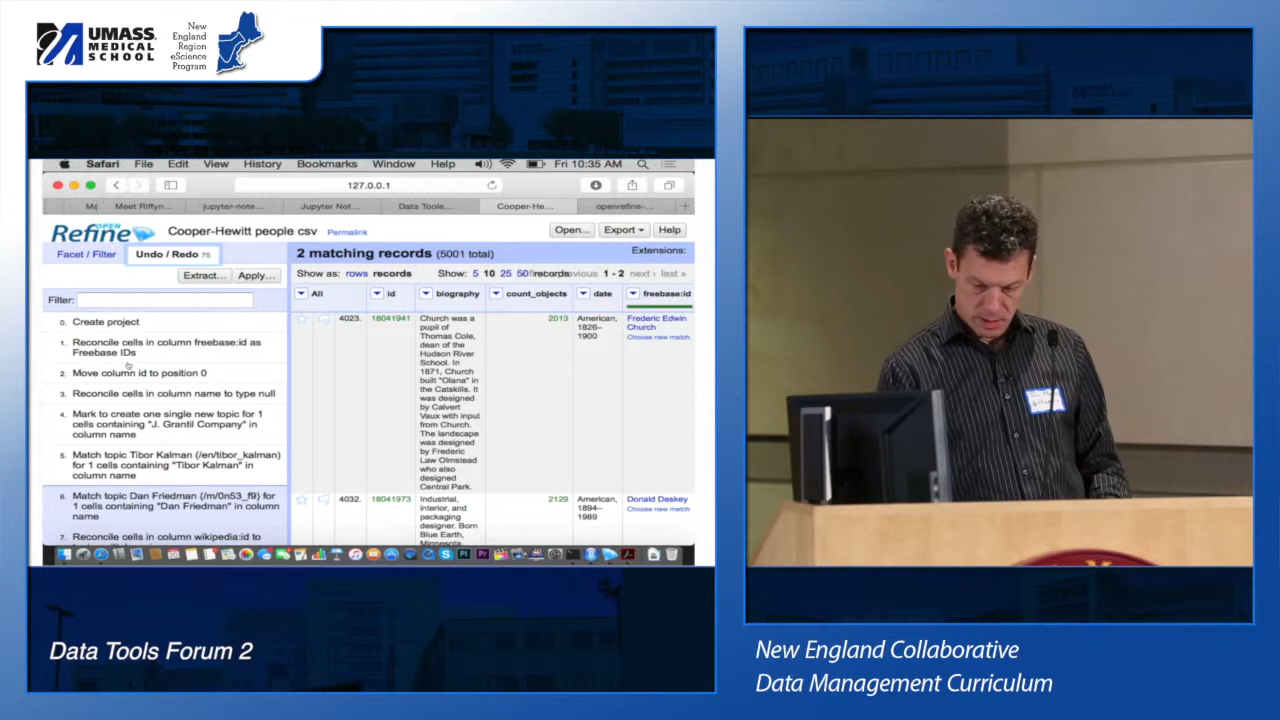 UMASS
MEDICAL
SCHOOL
New
England
Region
eScience
Program
Safari File Edit View History Bookmarks Window Help Fri 10:35 AM
127.0.0.1
Meet Riffyn... jupyter-note... Jupyter Not... Data Tools... Cooper-He... openrefine-...
OPEN
Refine Cooper-Hewitt people csv Permalink Open... Export Help
Facet / Filter Undo / Redo 75
2 matching records (5001 total) Extensions:
Extract... Apply...
Show as: rows records Show: 5 10 25 50 records 1 - 2 next › last »
Filter:
All id biography count_objects date freebase:id
0. Create project
1. Reconcile cells in column freebase:id as
Freebase IDs
2. Move column id to position 0
3. Reconcile cells in column name to type null
4. Mark to create one single new topic for 1
cells containing "J. Grantil Company" in
column name
5. Match topic Tibor Kalman (/en/tibor_kalman)
for 1 cells containing "Tibor Kalman" in
column name
6. Match topic Dan Friedman (/m/0n53_f9) for
1 cells containing "Dan Friedman" in column
name
7. Reconcile cells in column wikipedia:id to
4023. 18041941
Church was a
pupil of
Thomas Cole,
dean of the
Hudson River
School. In
1871, Church
built "Olana" in
the Catskills. It
was designed
by Calvert
Vaux with input
from Church.
The landscape
was designed
by Frederic
Law Olmstead
who also
designed
Central Park.
2013
American,
1826–
1900
Frederic Edwin
Church
Choose new match
4032. 18041973
Industrial,
interior, and
packaging
designer. Born
Blue Earth,
Minnesota
2129
American,
1894–
1989
Donald Deskey
Choose new match
Data Tools Forum 2
New England Collaborative
Data Management Curriculum